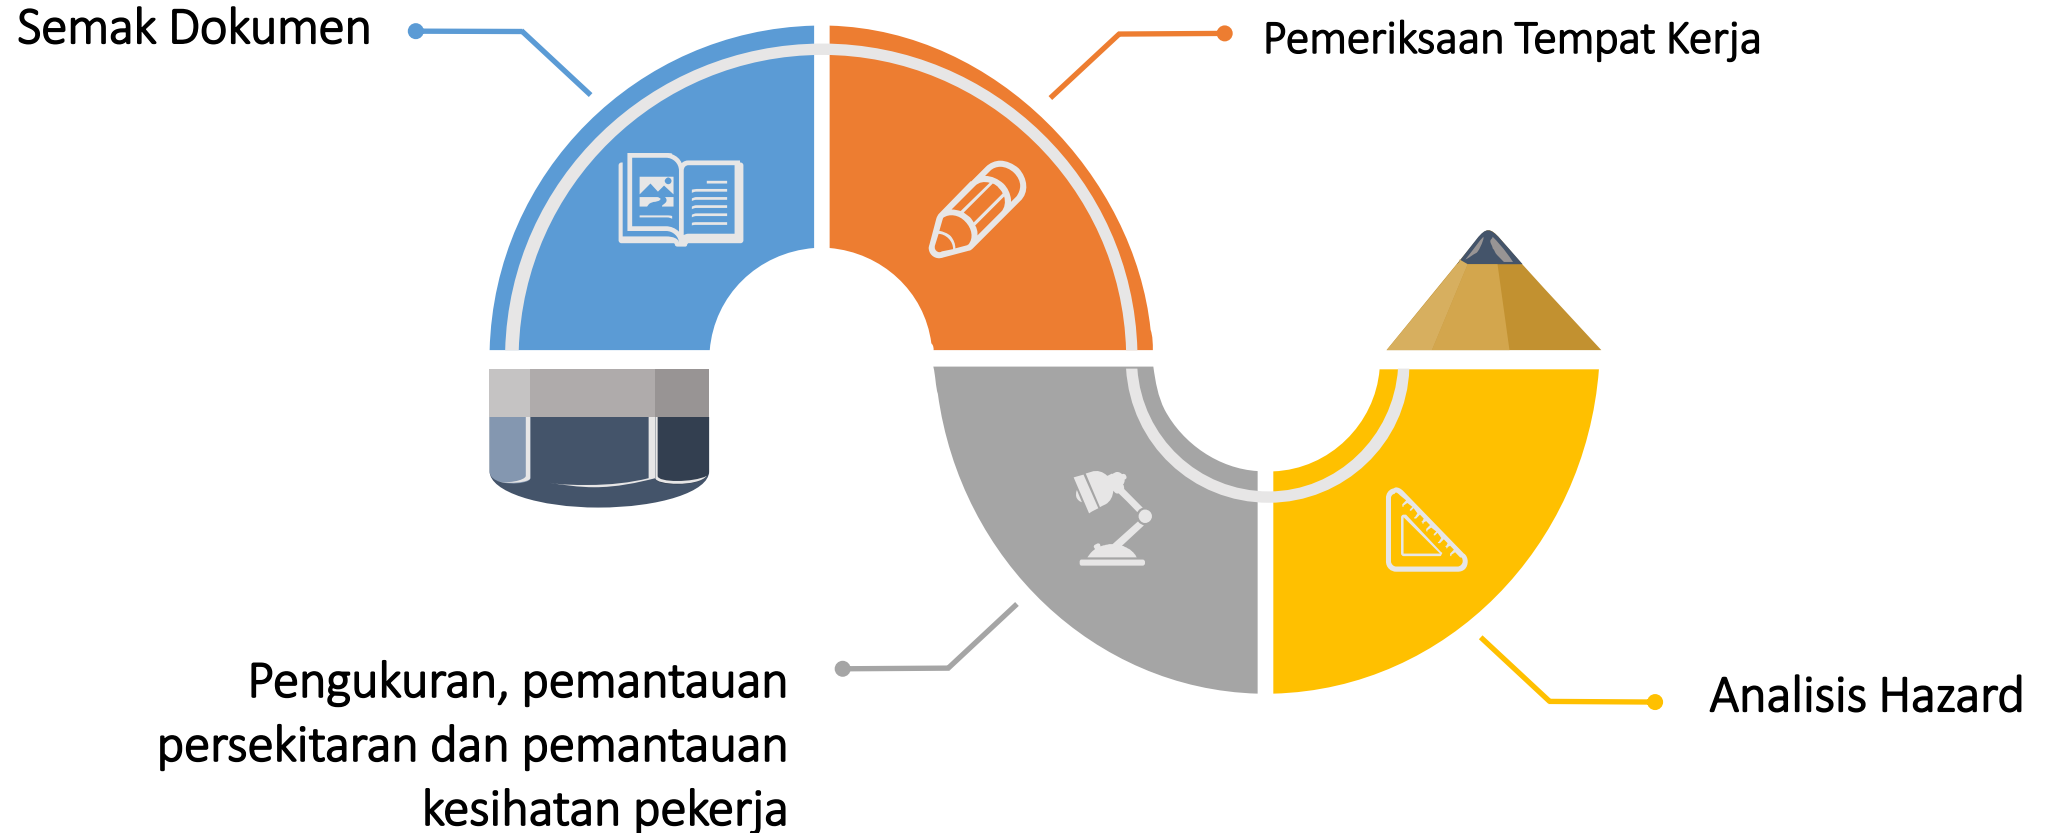 Semak Dokumen
Pemeriksaan Tempat Kerja
Pengukuran, pemantauan
persekitaran dan pemantauan
kesihatan pekerja
Analisis Hazard